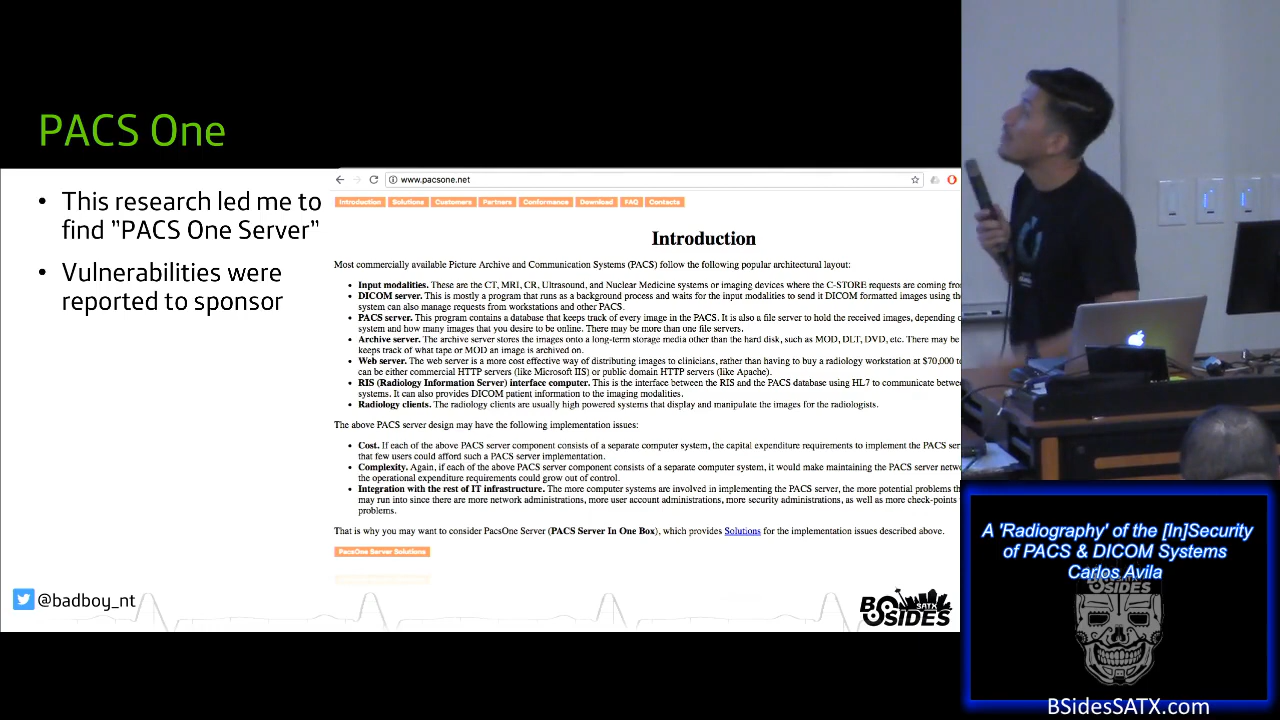 PACS One
• This research led me to
find ”PACS One Server”
• Vulnerabilities were
reported to sponsor
www.pacsone.net
Introduction Solutions Customers Partners Conformance Download FAQ Contacts
Introduction
Most commercially available Picture Archive and Communication Systems (PACS) follow the following popular architectural layout:
• Input modalities. These are the CT, MRI, CR, Ultrasound, and Nuclear Medicine systems or imaging devices where the C-STORE requests are coming
• DICOM server. This is mostly a program that runs as a background process and waits for the input modalities to send it DICOM formatted images using the
system can also manage requests from workstations and other PACS.
• PACS server. This program contains a database that keeps track of every image in the PACS. It is also a file server to hold the received images, depending
system and how many images that you desire to be online. There may be more than one file servers.
• Archive server. The archive server stores the images onto a long-term storage media other than the hard disk, such as MOD, DLT, DVD, etc. There may be
keeps track of what tape or MOD an image is archived on.
• Web server. The web server is a more cost effective way of distributing images to clinicians, rather than having to buy a radiology workstation at $70,000
can be either commercial HTTP servers (like Microsoft IIS) or public domain HTTP servers (like Apache).
• RIS (Radiology Information Server) interface computer. This is the interface between the RIS and the PACS database using HL7 to communicate
systems. It can also provides DICOM patient information to the imaging modalities.
• Radiology clients. The radiology clients are usually high powered systems that display and manipulate the images for the radiologists.
The above PACS server design may have the following implementation issues:
• Cost. If each of the above PACS server component consists of a separate computer system, the capital expenditure requirements to implement the PACS
that few users could afford such a PACS server implementation.
• Complexity. Again, if each of the above PACS server component consists of a separate computer system, it would make maintaining the PACS server
the operational expenditure requirements could grow out of control.
• Integration with the rest of IT infrastructure. The more computer systems are involved in implementing the PACS server, the more potential problems
may run into since there are more network administrations, more user account administrations, more security administrations, as well as more check-points
problems.
That is why you may want to consider PacsOne Server (PACS Server In One Box), which provides Solutions for the implementation issues described above.
PacsOne Server Solutions
@badboy_nt
BSIDES
SATX
A 'Radiography' of the [In]Security
of PACS & DICOM Systems
Carlos Avila
BSIDES
BSidesSATX.com